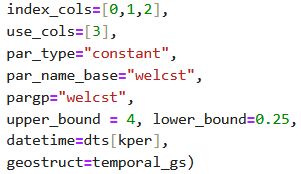 index_cols=[0,1,2],
use_cols=[3],
par_type="constant",
par_name_base="welcst",
pargp="welcst",
upper_bound = 4, lower_bound=0.25,
datetime=dts[kper],
geostruct=temporal_gs)